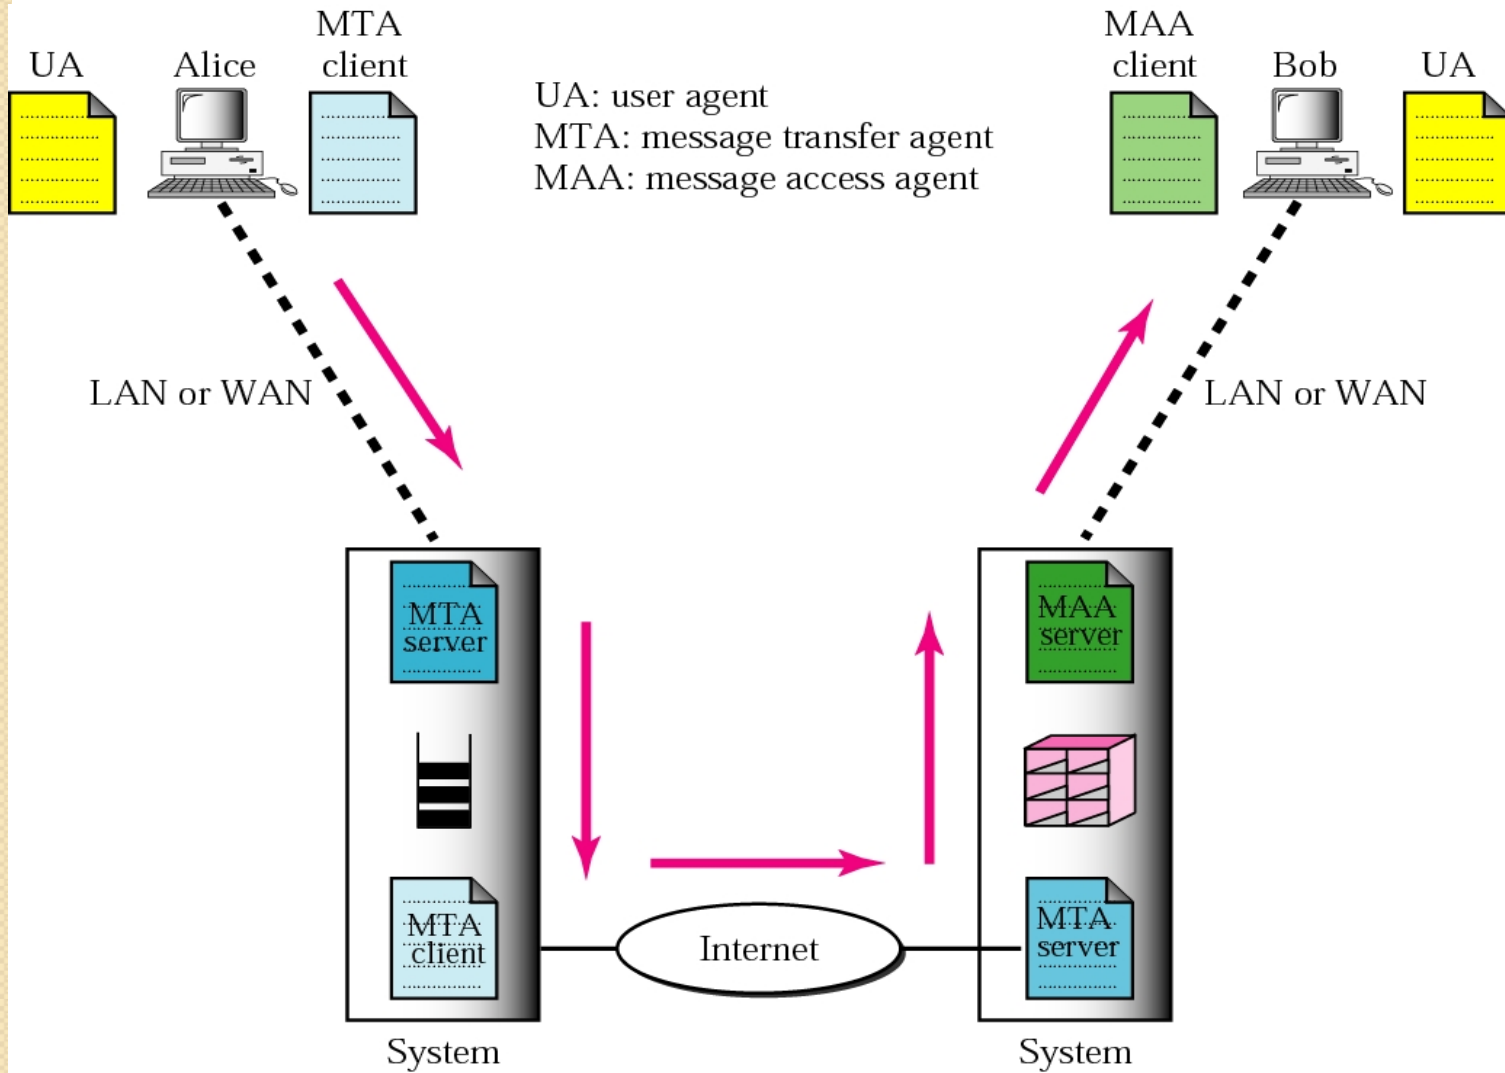 UA
Alice
MTA
client
UA: user agent
MTA: message transfer agent
MAA: message access agent
MAA
client
Bob
UA
LAN or WAN
LAN or WAN
MTA
server
MAA
server
MTA
client
Internet
MTA
server
System
System